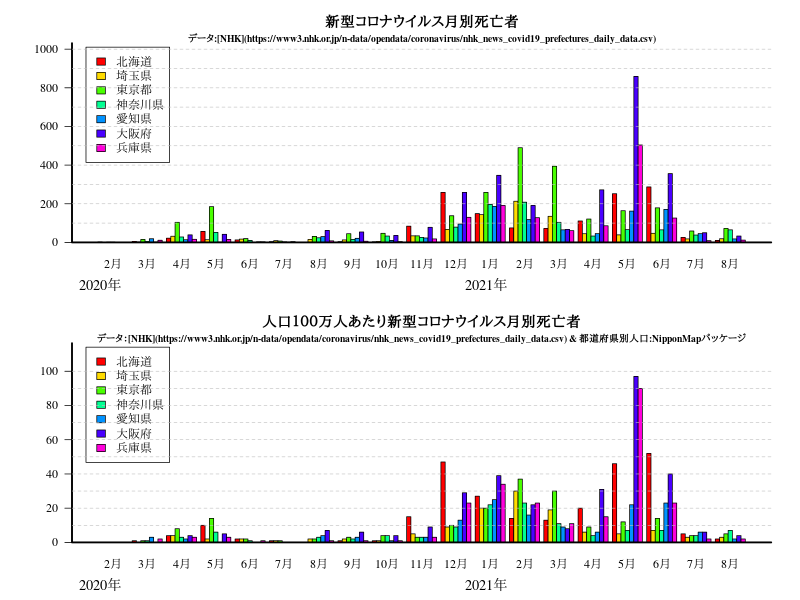 新型コロナウイルス月別死亡者
データ:[NHK](https://www3.nhk.or.jp/n-data/opendata/coronavirus/nhk_news_covid19_prefectures_daily_data.csv)
1000
800
600
400
200
0
北海道
埼玉県
東京都
神奈川県
愛知県
大阪府
兵庫県
2月 3月 4月 5月 6月 7月 8月 9月 10月 11月 12月 1月 2月 3月 4月 5月 6月 7月 8月
2020年 2021年
人口100万人あたり新型コロナウイルス月別死亡者
データ:[NHK](https://www3.nhk.or.jp/n-data/opendata/coronavirus/nhk_news_covid19_prefectures_daily_data.csv) & 都道府県別人口:NipponMapパッケージ
100
80
60
40
20
0
北海道
埼玉県
東京都
神奈川県
愛知県
大阪府
兵庫県
2月 3月 4月 5月 6月 7月 8月 9月 10月 11月 12月 1月 2月 3月 4月 5月 6月 7月 8月
2020年 2021年